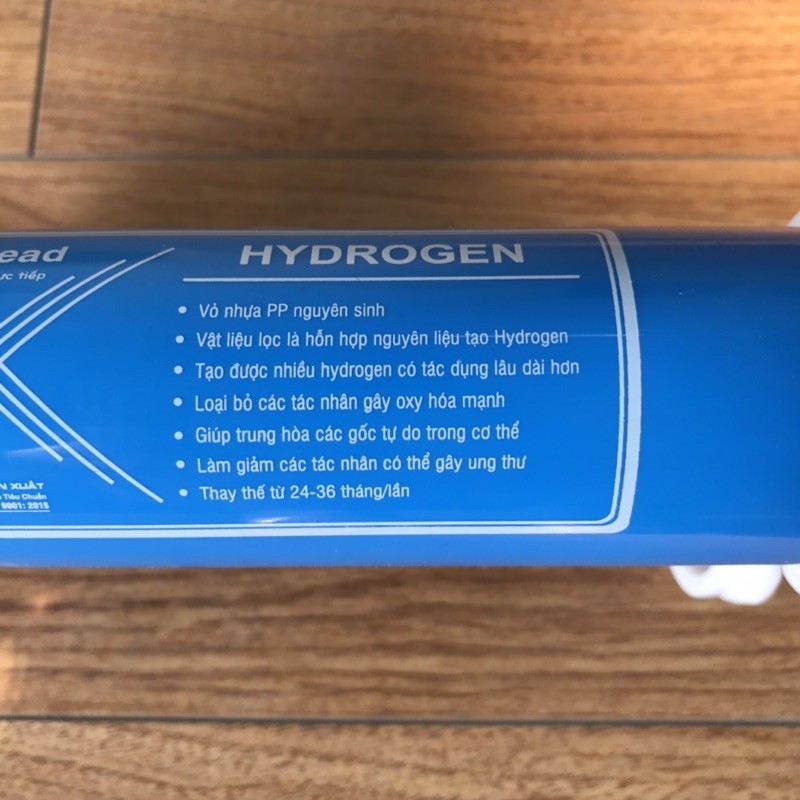 ead
ực tiếp
HYDROGEN
• Vỏ nhựa PP nguyên sinh
• Vật liệu lọc là hỗn hợp nguyên liệu tạo Hydrogen
• Tạo được nhiều hydrogen có tác dụng lâu dài hơn
• Loại bỏ các tác nhân gây oxy hóa mạnh
• Giúp trung hòa các gốc tự do trong cơ thể
• Làm giảm các tác nhân có thể gây ung thư
• Thay thế từ 24-36 tháng/lần
N XUẤT
Tiêu Chuẩn
9001: 2015